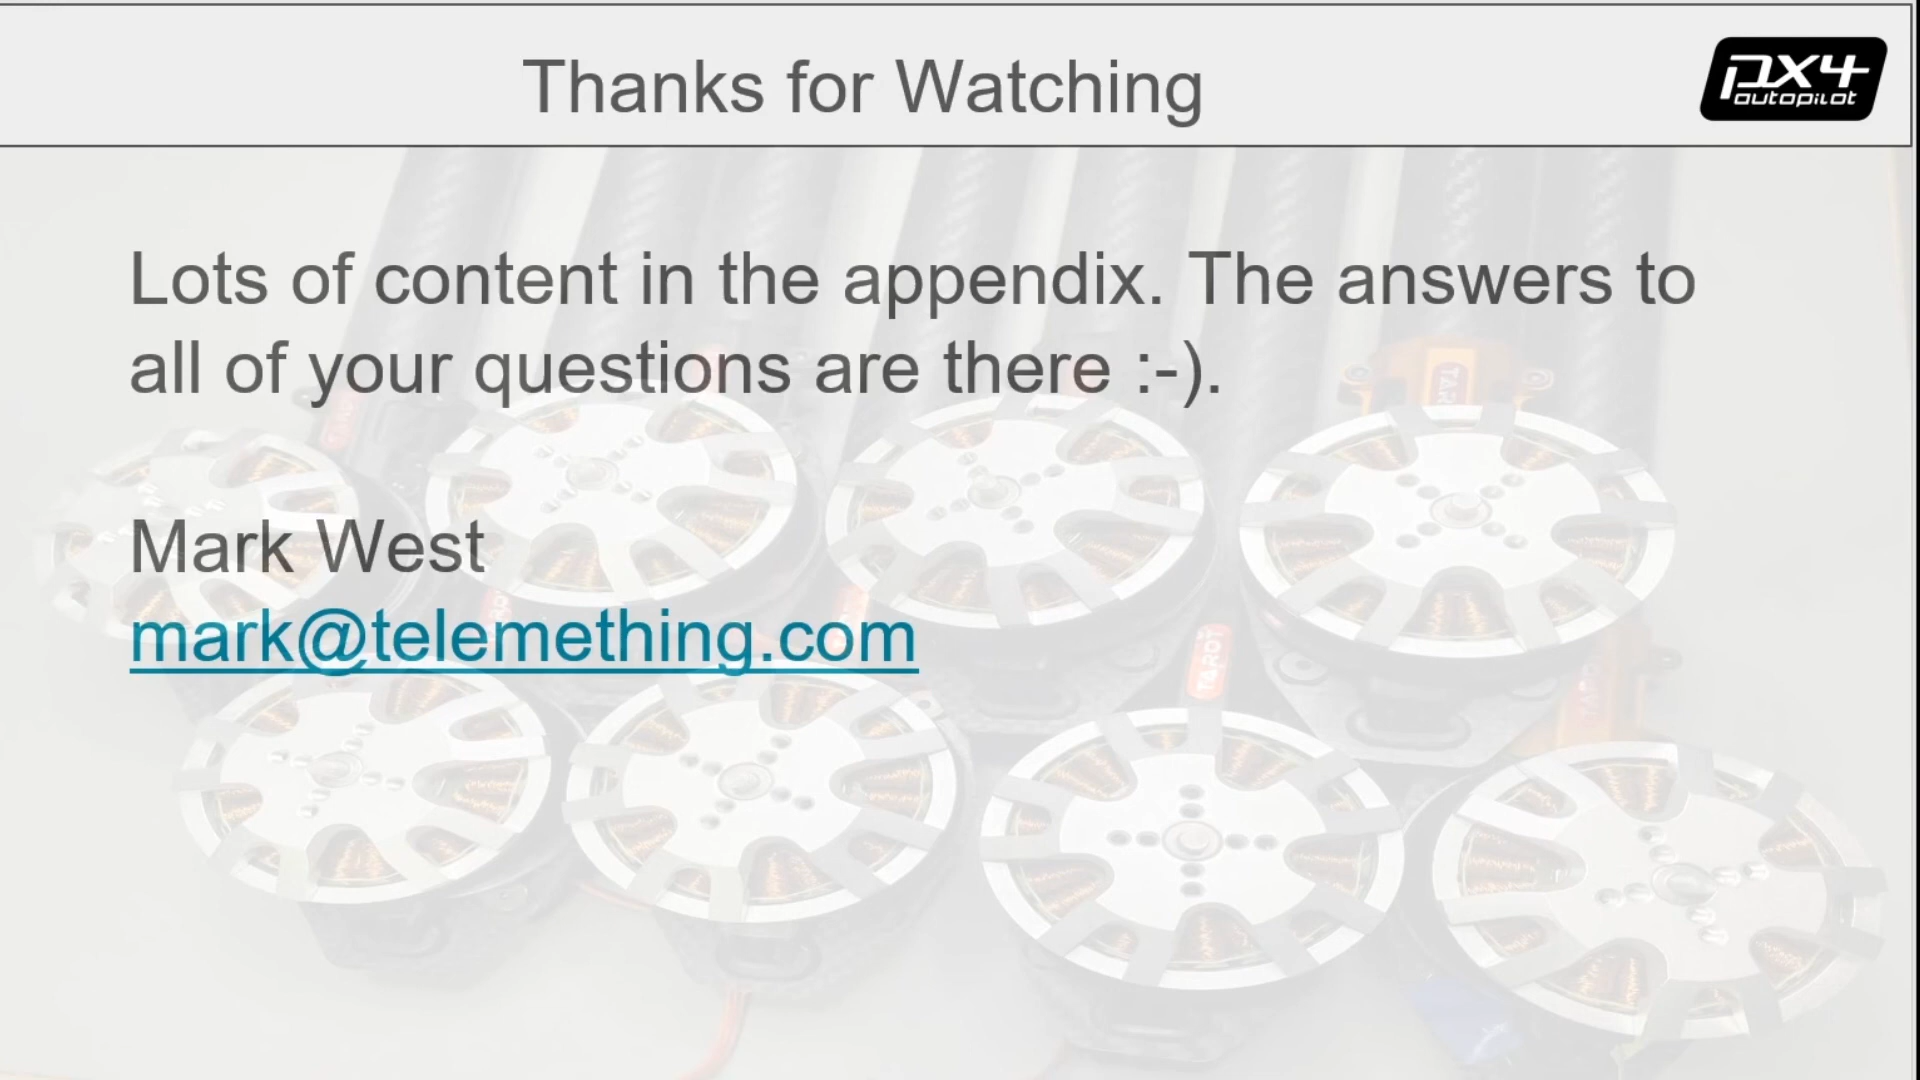 Thanks for Watching
px4
autopilot
Lots of content in the appendix. The answers to
all of your questions are there :-).
Mark West
mark@telemething.com
TAROT